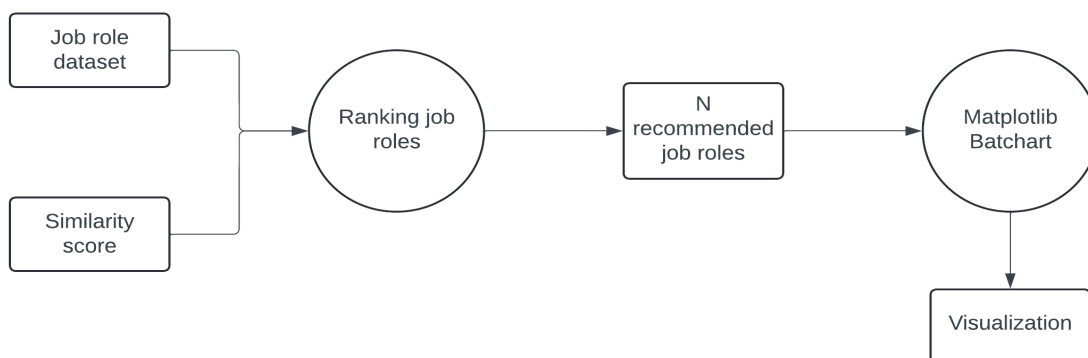 Job role
dataset
Similarity
score
Ranking job
roles
N
recommended
job roles
Matplotlib
Batchart
Visualization